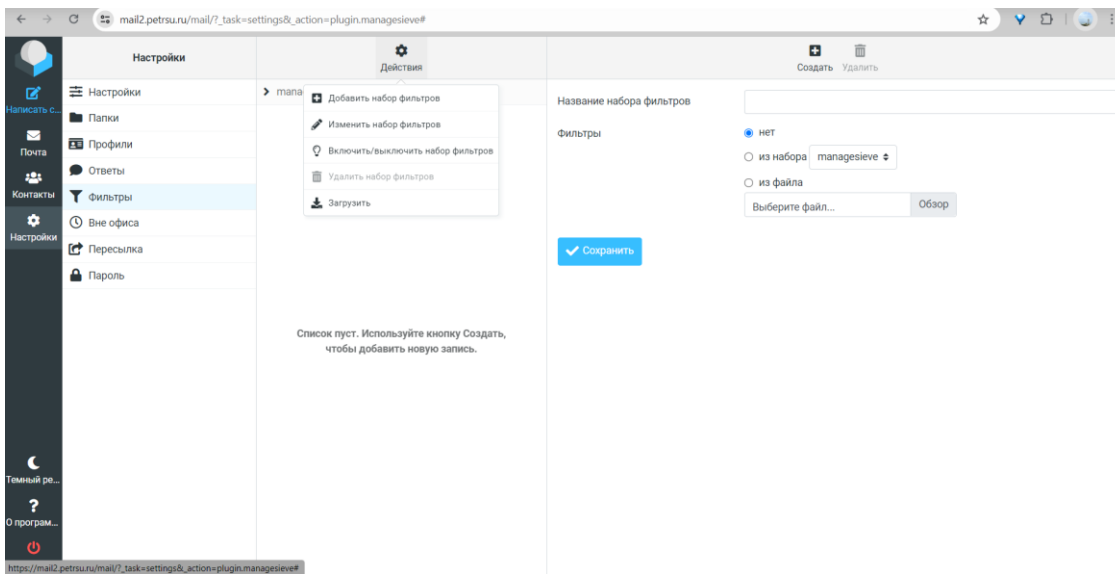 mail2.petrsu.ru/mail/?_task=settings&_action=plugin.managesieve#
Написать с...
Почта
Контакты
Настройки
Темный ре...
О програм...
Настройки
Настройки
Папки
Профили
Ответы
Фильтры
Вне офиса
Пересылка
Пароль
Действия
mana
Добавить набор фильтров
Изменить набор фильтров
Включить/выключить набор фильтров
Удалить набор фильтров
Загрузить
Список пуст. Используйте кнопку Создать,
чтобы добавить новую запись.
Создать Удалить
Название набора фильтров
Фильтры
нет
из набора managesieve
из файла
Выберите файл... Обзор
Сохранить
https://mail2.petrsu.ru/mail/?_task=settings&_action=plugin.managesieve#